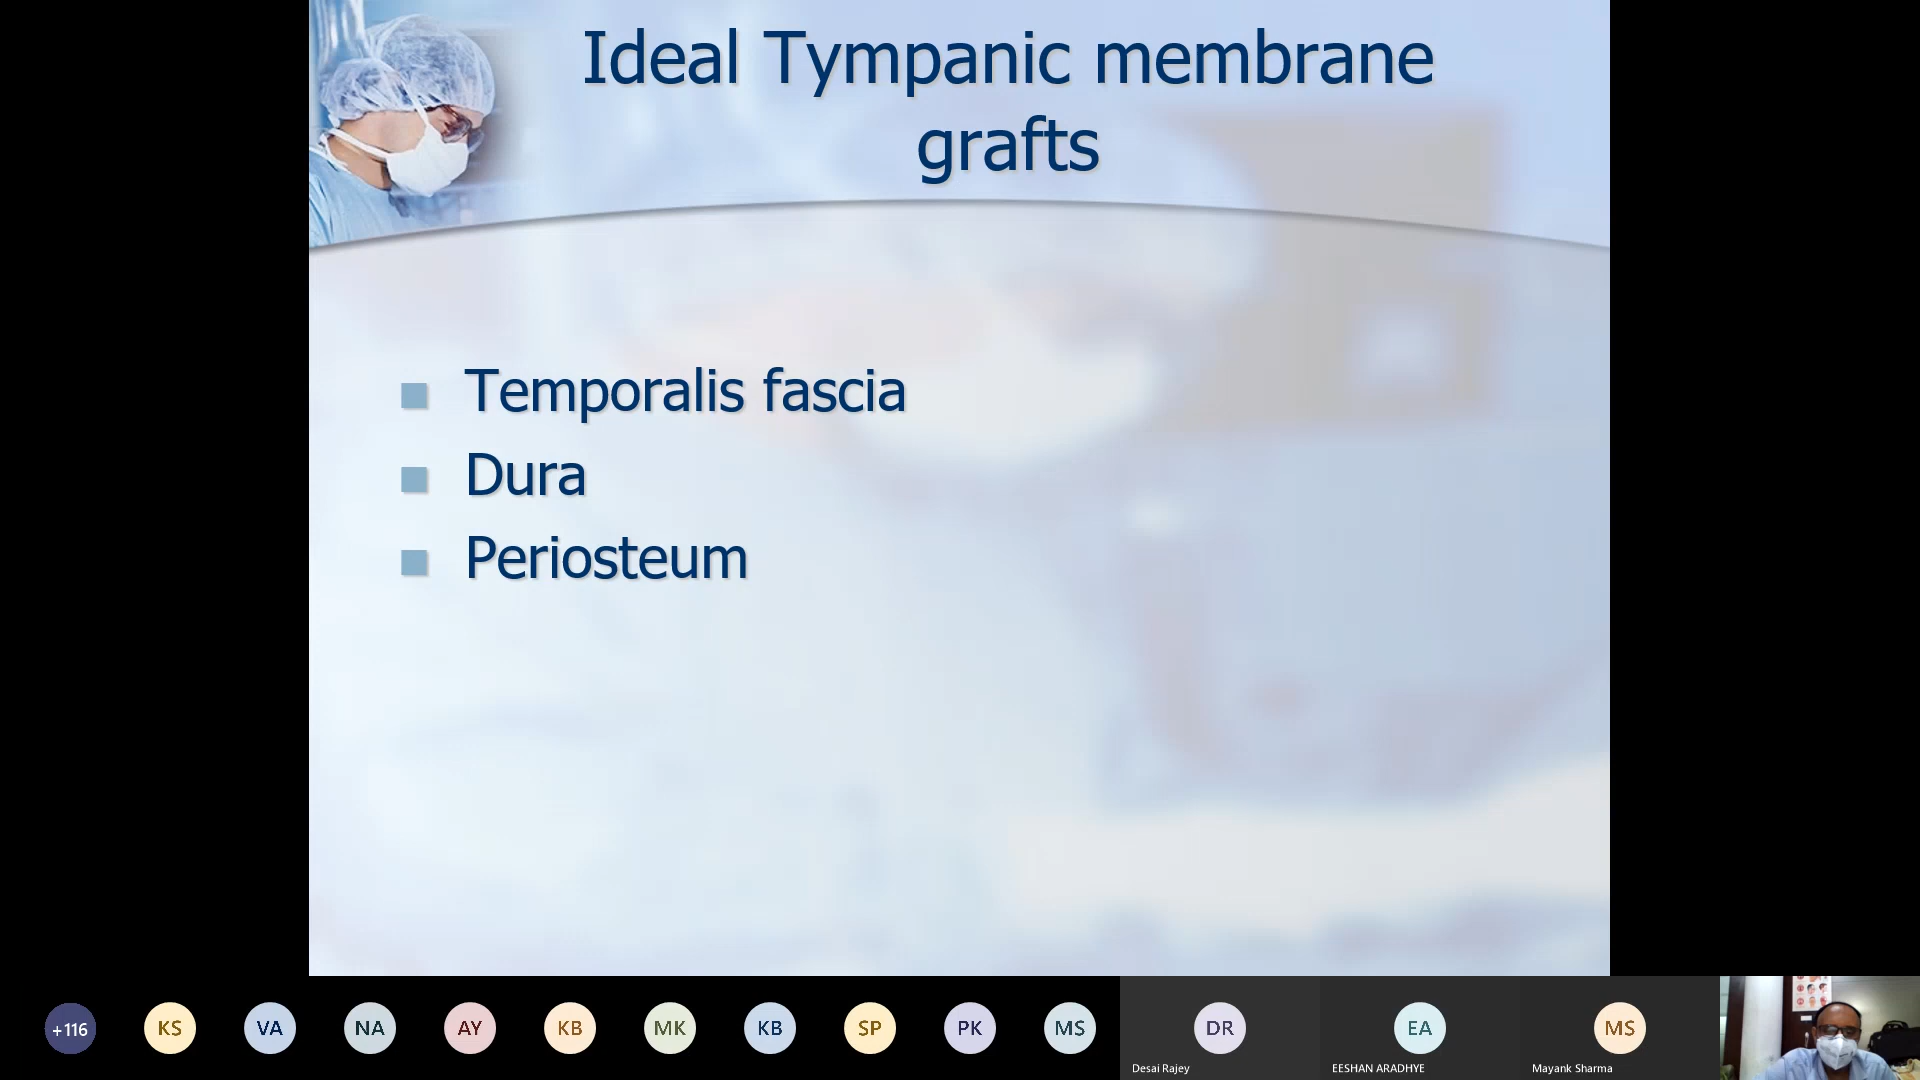 Ideal Tympanic membrane
grafts
Temporalis fascia
Dura
Periosteum
+116
KS
VA
NA
AY
KB
MK
KB
SP
PK
MS
DR
EA
MS
Desai Rajey
EESHAN ARADHYE
Mayank Sharma